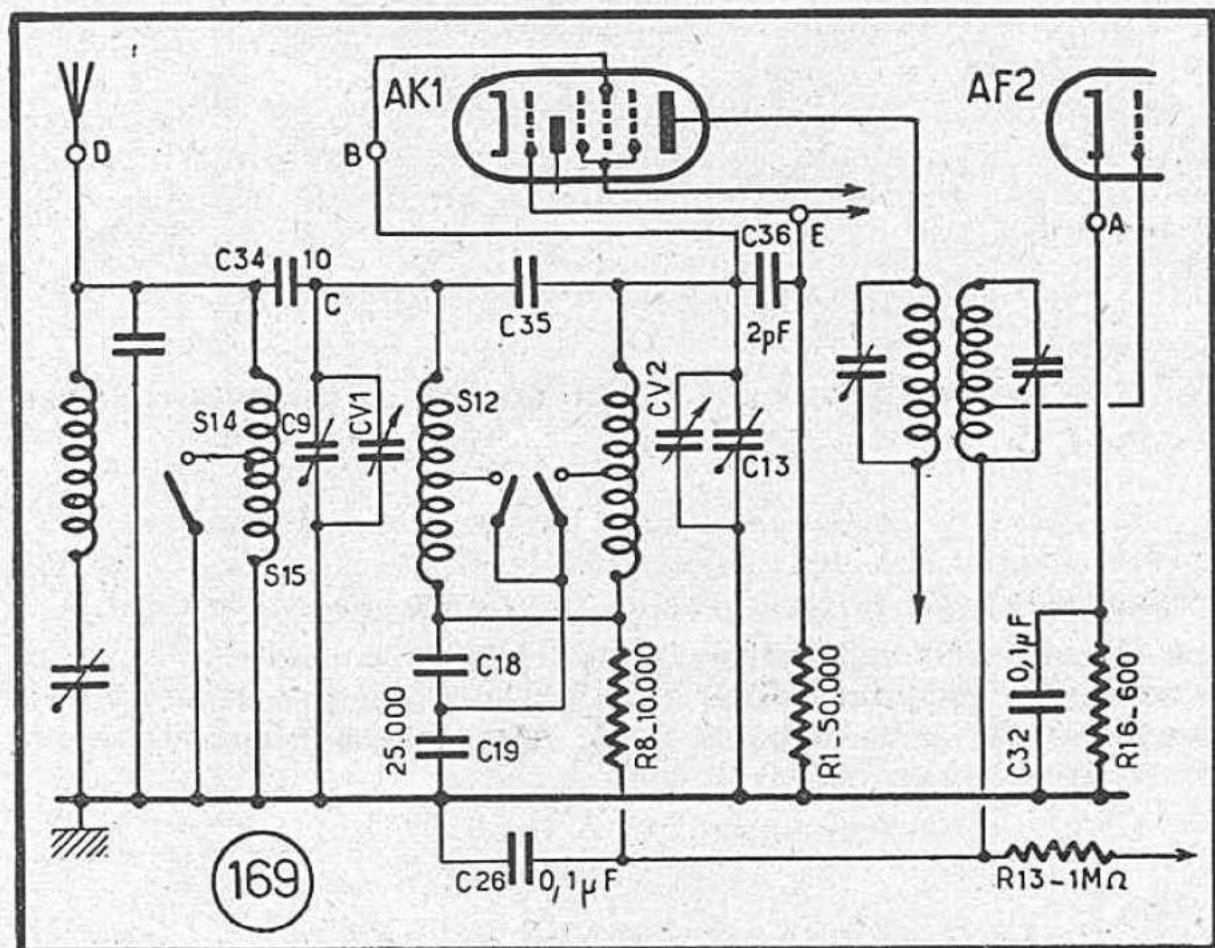 AK1
AF2
D
B
A
E
C34
10
C
C35
C36
2pF
S14
C9
CV1
S12
CV2
C13
S15
C18
25.000
C19
R8_10.000
R1_50.000
C32
0,1µF
R16_600
169
C26
0,1µF
R13-1MΩ